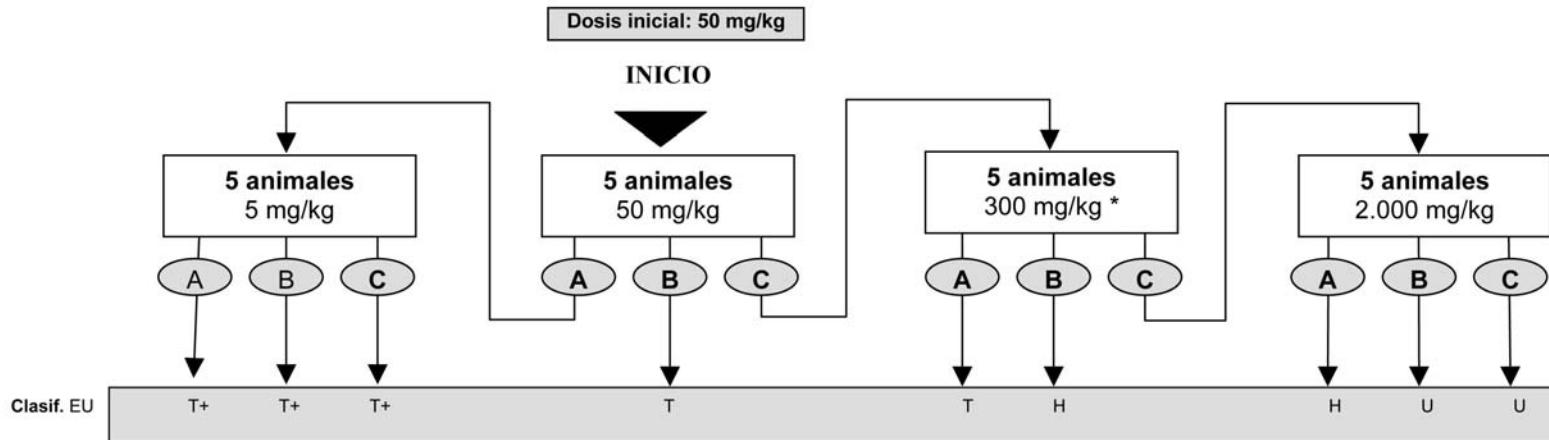 Dosis inicial: 50 mg/kg
INICIO
5 animales
5 mg/kg
5 animales
50 mg/kg
5 animales
300 mg/kg *
5 animales
2.000 mg/kg
A B C A B C A B C A B C
Clasif. EU T+ T+ T+ T T H H U U